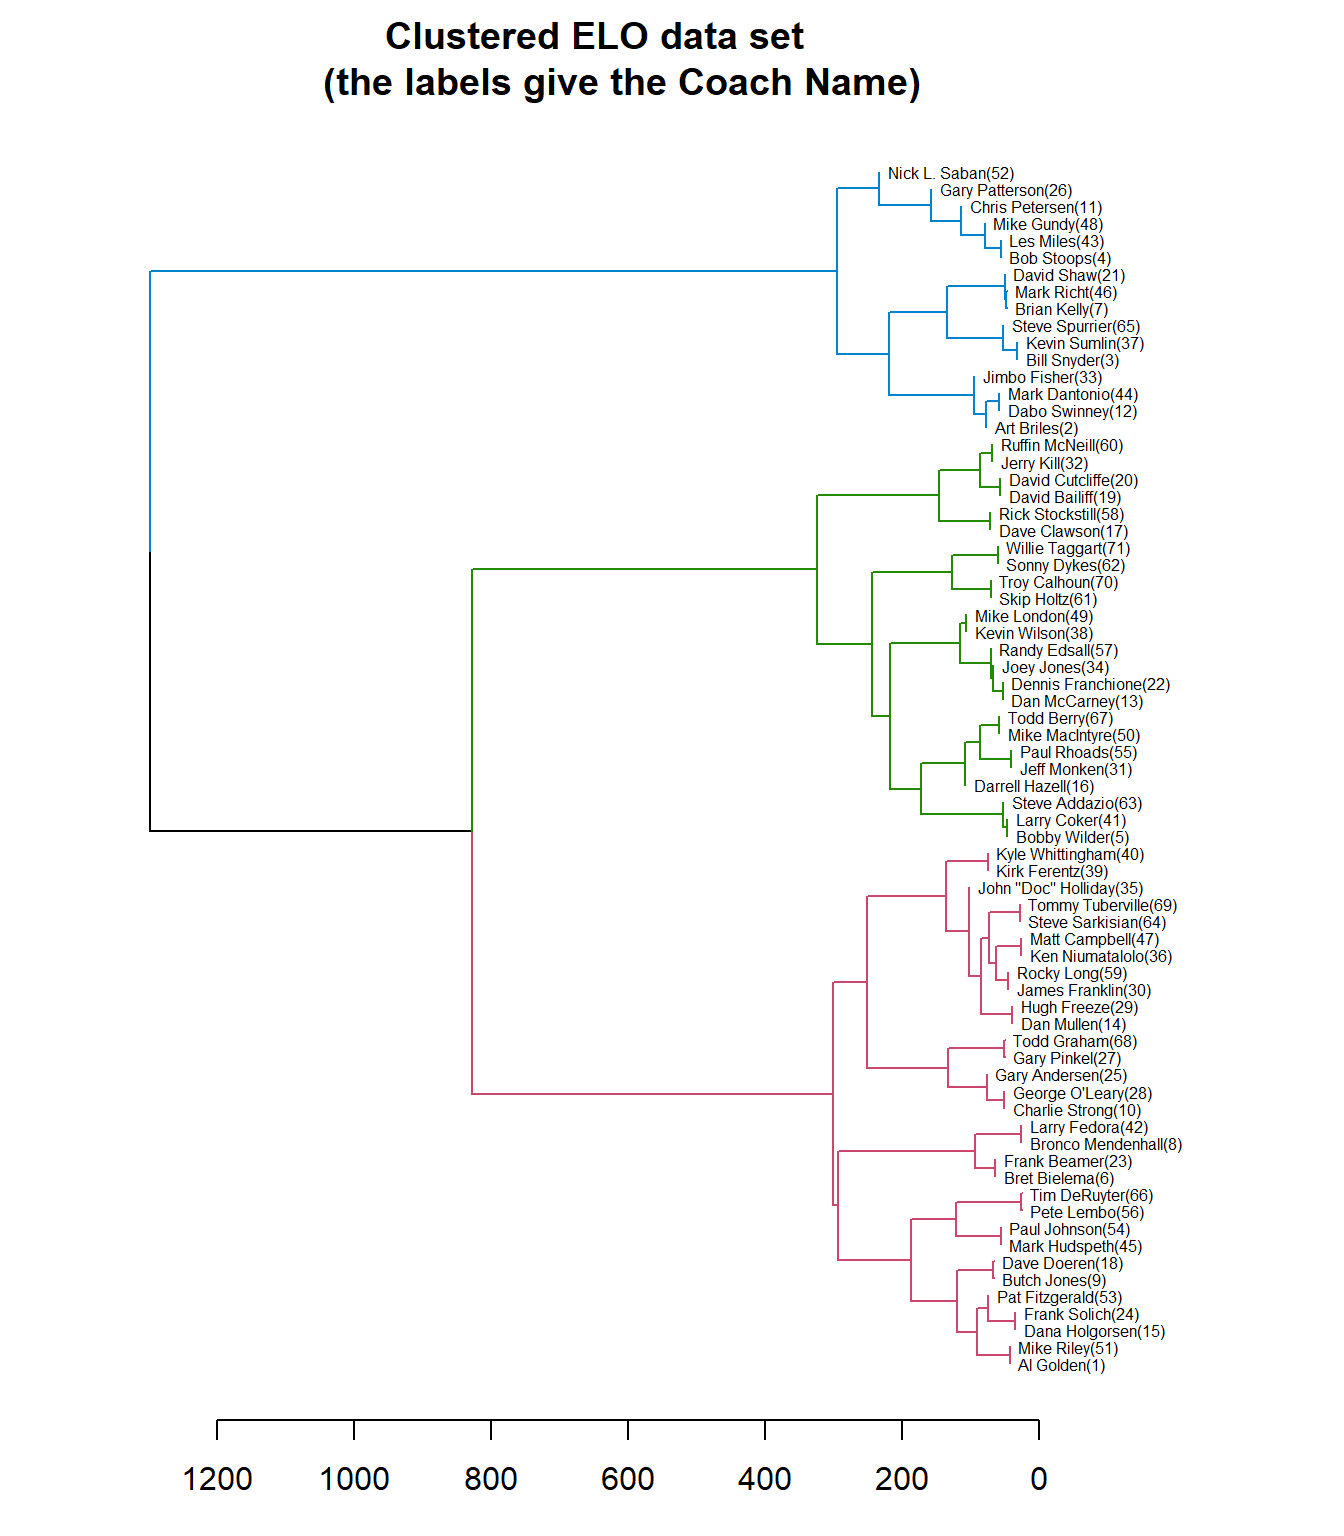 Clustered ELO data set
(the labels give the Coach Name)
Nick L. Saban(52)
Gary Patterson(26)
Chris Petersen(11)
Mike Gundy(48)
Les Miles(43)
Bob Stoops(4)
David Shaw(21)
Mark Richt(46)
Brian Kelly(7)
Steve Spurrier(65)
Kevin Sumlin(37)
Bill Snyder(3)
Jimbo Fisher(33)
Mark Dantonio(44)
Dabo Swinney(12)
Art Briles(2)
Ruffin McNeill(60)
Jerry Kill(32)
David Cutcliffe(20)
David Bailiff(19)
Rick Stockstill(58)
Dave Clawson(17)
Willie Taggart(71)
Sonny Dykes(62)
Troy Calhoun(70)
Skip Holtz(61)
Mike London(49)
Kevin Wilson(38)
Randy Edsall(57)
Joey Jones(34)
Dennis Franchione(22)
Dan McCarney(13)
Todd Berry(67)
Mike MacIntyre(50)
Paul Rhoads(55)
Jeff Monken(31)
Darrell Hazell(16)
Steve Addazio(63)
Larry Coker(41)
Bobby Wilder(5)
Kyle Whittingham(40)
Kirk Ferentz(39)
John "Doc" Holliday(35)
Tommy Tuberville(69)
Steve Sarkisian(64)
Matt Campbell(47)
Ken Niumatalolo(36)
Rocky Long(59)
James Franklin(30)
Hugh Freeze(29)
Dan Mullen(14)
Todd Graham(68)
Gary Pinkel(27)
Gary Andersen(25)
George O'Leary(28)
Charlie Strong(10)
Larry Fedora(42)
Bronco Mendenhall(8)
Frank Beamer(23)
Bret Bielema(6)
Tim DeRuyter(66)
Pete Lembo(56)
Paul Johnson(54)
Mark Hudspeth(45)
Dave Doeren(18)
Butch Jones(9)
Pat Fitzgerald(53)
Frank Solich(24)
Dana Holgorsen(15)
Mike Riley(51)
Al Golden(1)
1200 1000 800 600 400 200 0